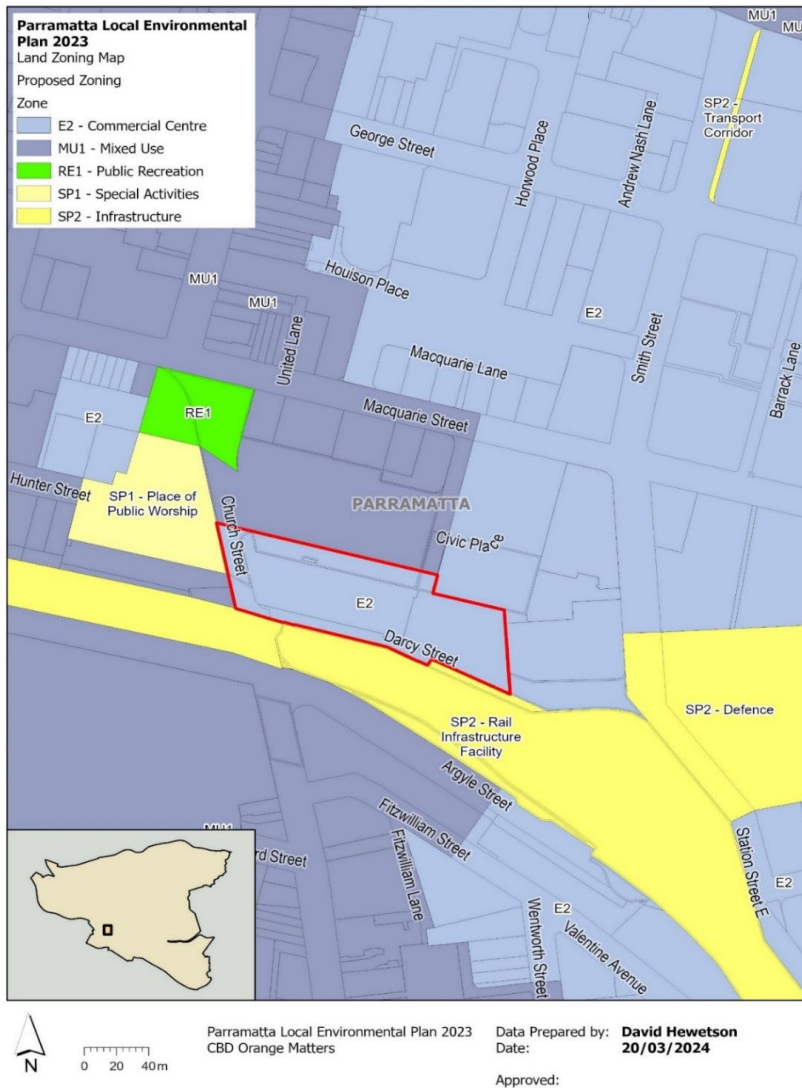 Parramatta Local Environmental
Plan 2023
Land Zoning Map
Proposed Zoning
Zone
E2 - Commercial Centre
MU1 - Mixed Use
RE1 - Public Recreation
SP1 - Special Activities
SP2 - Infrastructure
MU1
MU
SP2 -
Transport
Corridor
George Street
Horwood Place
Andrew Nash Lane
Houison Place
MU1
MU1
United Lane
E2
Smith Street
Barrack Lane
Macquarie Lane
Macquarie Street
RE1
E2
Hunter Street
SP1 - Place of
Public Worship
Church Street
PARRAMATTA
Civic Place
E2
Darcy Street
SP2 - Rail
Infrastructure
Facility
SP2 - Defence
Argyle Street
Fitzwilliam Street
Fitzwilliam Lane
MU1
rd Street
E2
Wentworth Street
Valentine Avenue
Station Street E
E2
N
0 20 40 m
Parramatta Local Environmental Plan 2023
CBD Orange Matters
Data Prepared by: David Hewetson
Date: 20/03/2024
Approved: